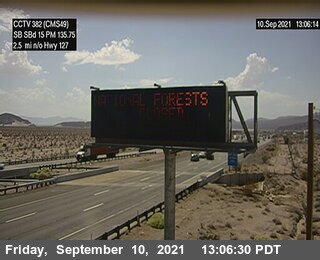 CCTV 382 (CMS49)
SB SBd 15 PM 135.75
2.5 mi n/o Hwy 127
10.Sep 2021 13:06:14
NATIONAL FORESTS
Friday, September 10, 2021 13:06:30 PDT